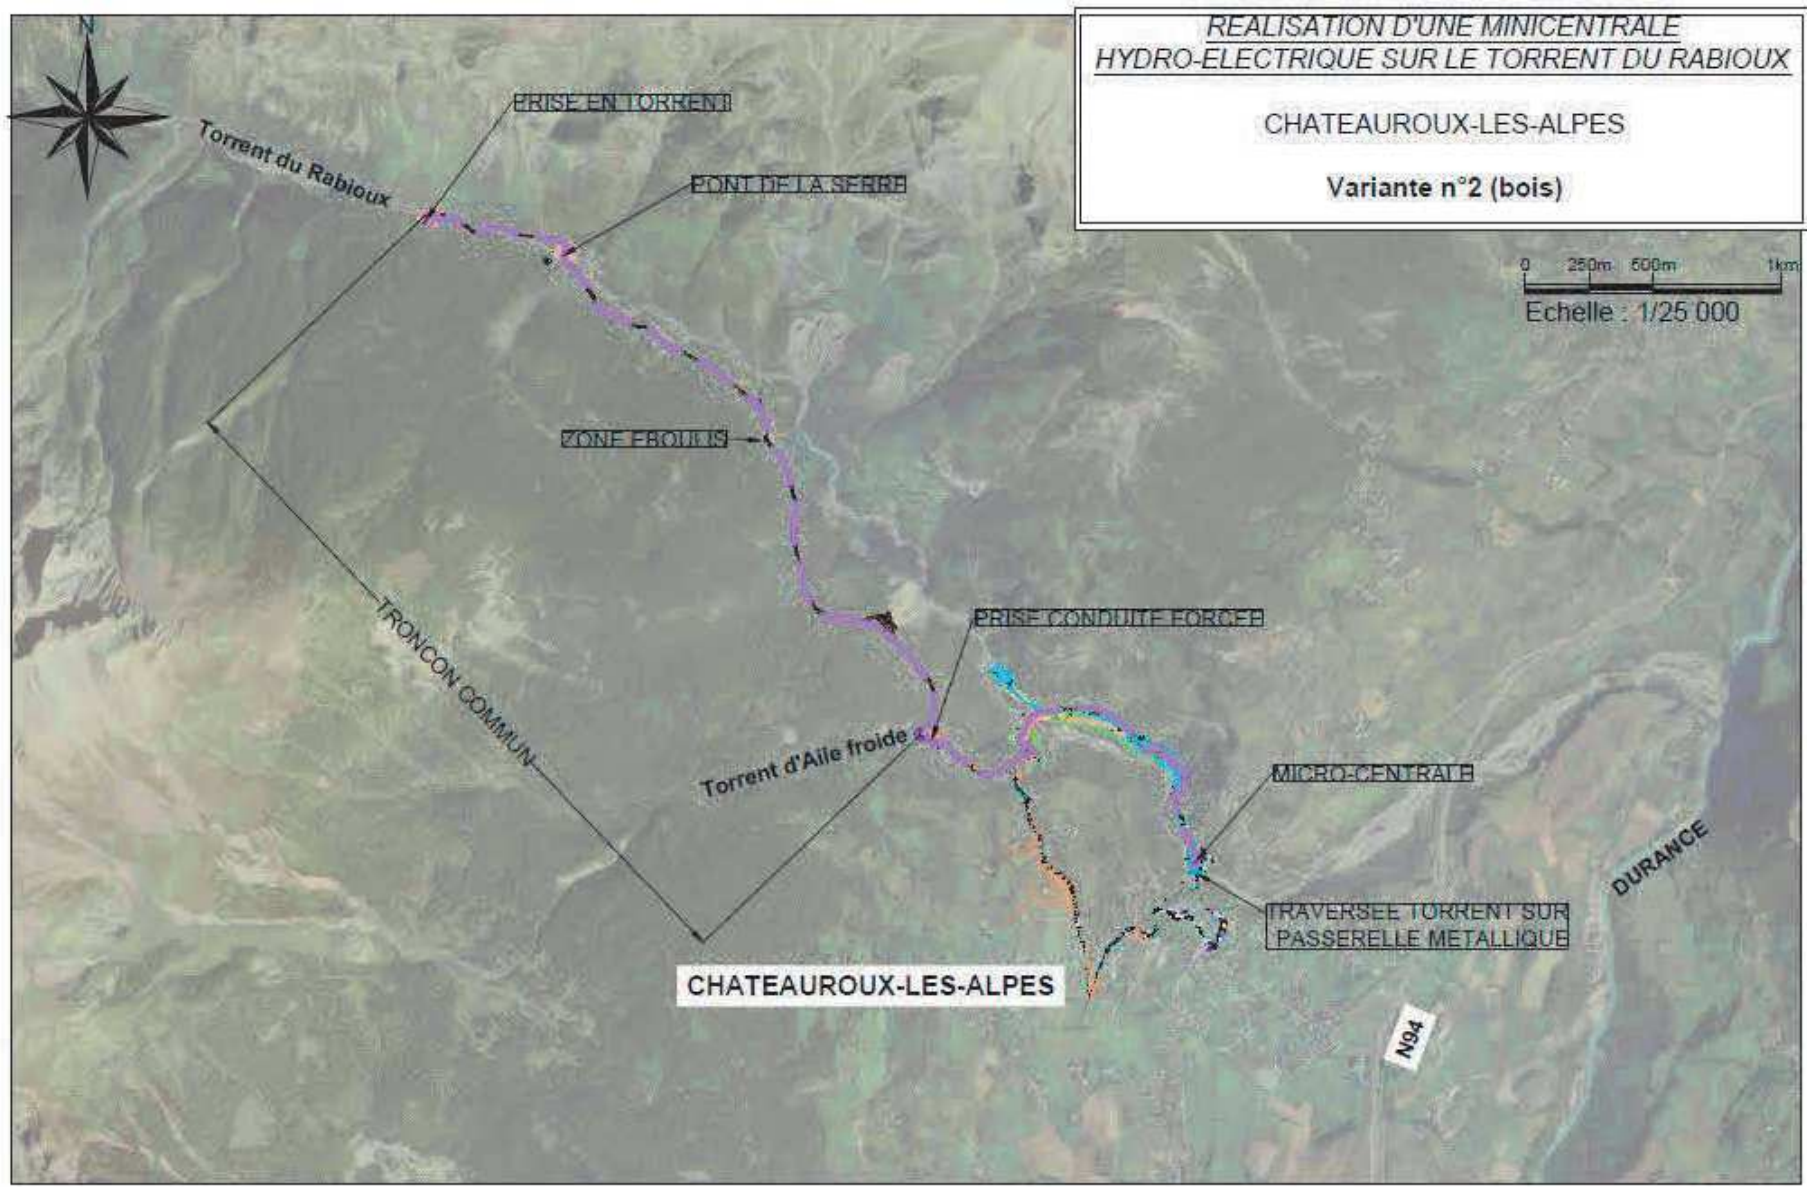 REALISATION D'UNE MINICENTRALE
HYDRO-ELECTRIQUE SUR LE TORRENT DU RABIOUX
CHATEAUROUX-LES-ALPES
Variante n°2 (bois)
N
PRISE EN TORRENT
Torrent du Rabioux
PONT DE LA SERRE
0 250m 500m 1km
Echelle : 1/25 000
ZONE EBOULIS
PRISE CONDUITE FORCEE
TRONCON COMMUN
Torrent d'Aile froide
MICRO-CENTRALE
DURANCE
TRAVERSEE TORRENT SUR
PASSERELLE METALLIQUE
CHATEAUROUX-LES-ALPES
N94